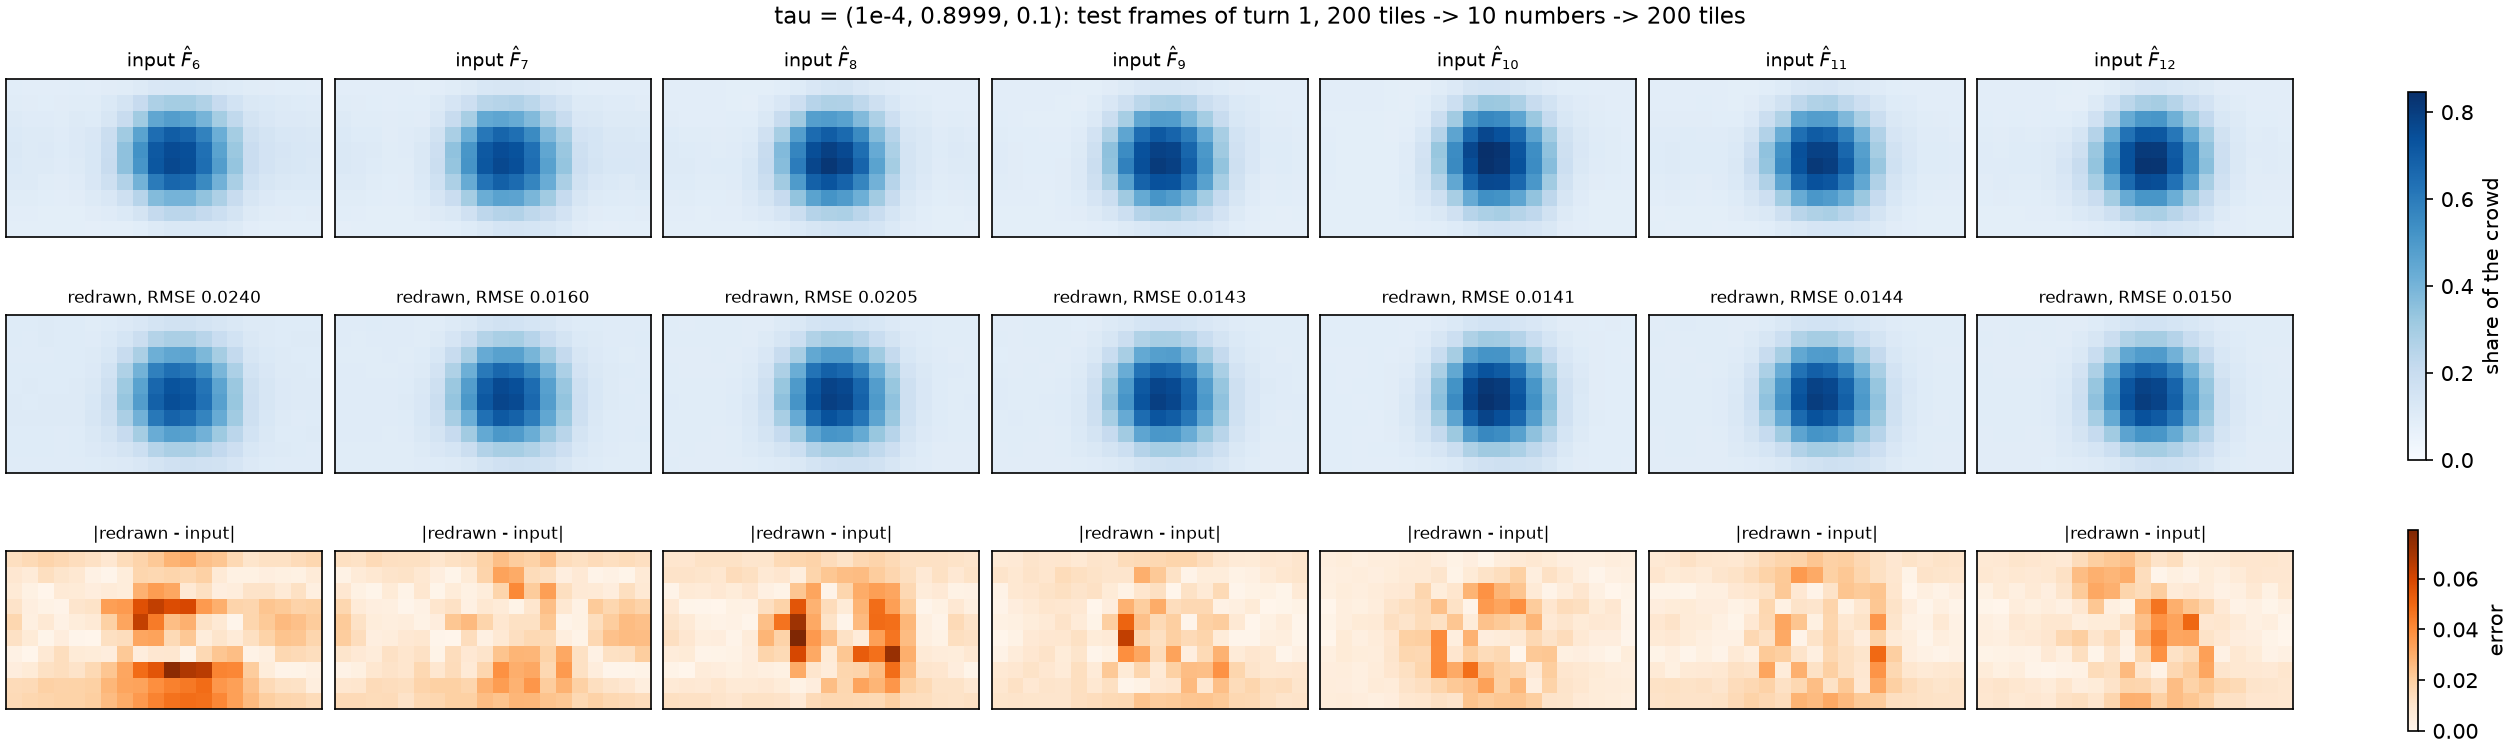 tau = (1e-4, 0.8999, 0.1): test frames of turn 1, 200 tiles -> 10 numbers -> 200 tiles
input F̂₆
input F̂₇
input F̂₈
input F̂₉
input F̂₁₀
input F̂₁₁
input F̂₁₂
0.8
0.6
0.4
0.2
0.0
share of the crowd
redrawn, RMSE 0.0240
redrawn, RMSE 0.0160
redrawn, RMSE 0.0205
redrawn, RMSE 0.0143
redrawn, RMSE 0.0141
redrawn, RMSE 0.0144
redrawn, RMSE 0.0150
|redrawn - input|
|redrawn - input|
|redrawn - input|
|redrawn - input|
|redrawn - input|
|redrawn - input|
|redrawn - input|
0.06
0.04
0.02
0.00
error